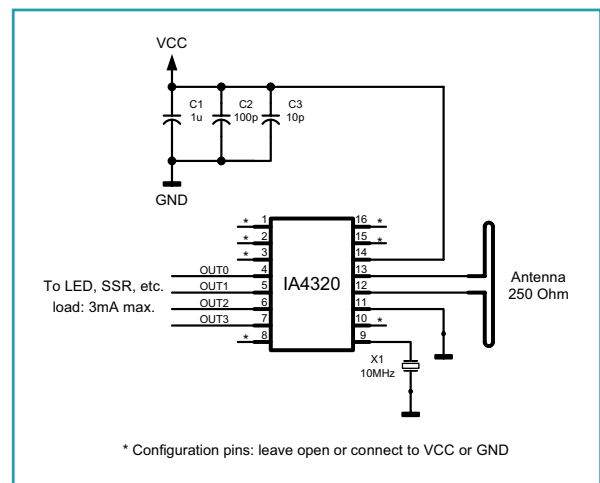 VCC
C1 C2 C3
1u 100p 10p
GND
* 1 16 *
* 2 15 *
* 3 14
OUT0 4 13
OUT1 5 12
OUT2 6 11
OUT3 7 10 *
* 8 9
IA4320
To LED, SSR, etc.
load: 3mA max.
Antenna
250 Ohm
X1
10MHz
* Configuration pins: leave open or connect to VCC or GND